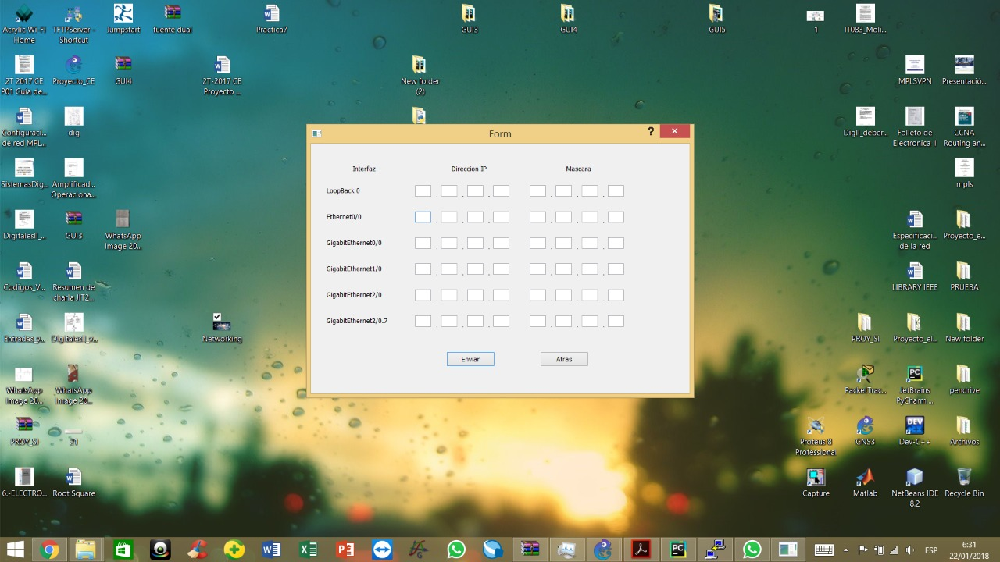 Acrylic Wi-Fi
Home
TFTPServer -
Shortcut
Jumpstart
fuente dual
Practica7
GUI3
GUI4
GUI5
1
IT083_Moli...
2T 2017 CE
P01 Guia de...
Proyecto_CE
GUI4
2T-2017 CE
Proyecto ...
New folder
(2)
MPLSVPN
Presentacio...
Configuraci...
de red MPL...
dig
DigII_deber...
Folleto de
Electronica 1
CCNA
Routing an...
SistemasDig...
Amplificad...
Operaciona...
mpls
DigitalesII_...
GUI3
WhatsApp
Image 20...
Especificaci...
de la red
Proyecto_e...
Codigos_V...
Resumen de
cnaria JIT2...
LIBRARY IEEE
PRUEBA
Entradas_y...
DigitalesII_v...
Networking
PROY_SI
Proyecto_el...
New folder
WhatsApp
Image 20...
WhatsApp
Image 20...
PacketTrac...
JetBrains
PyCharm ...
pendrive
PROY_SI
21
Proteus 8
Professional
GNS3
Dev-C++
Archivos
6.-ELECTRO...
Root Square
Capture
Matlab
NetBeans IDE
8.2
Recycle Bin
Form
Interfaz Direccion IP Mascara
LoopBack 0
Ethernet0/0
GigabitEthernet0/0
GigabitEthernet1/0
GigabitEthernet2/0
GigabitEthernet2/0.7
Enviar Atras
ESP
6:31
22/01/2018